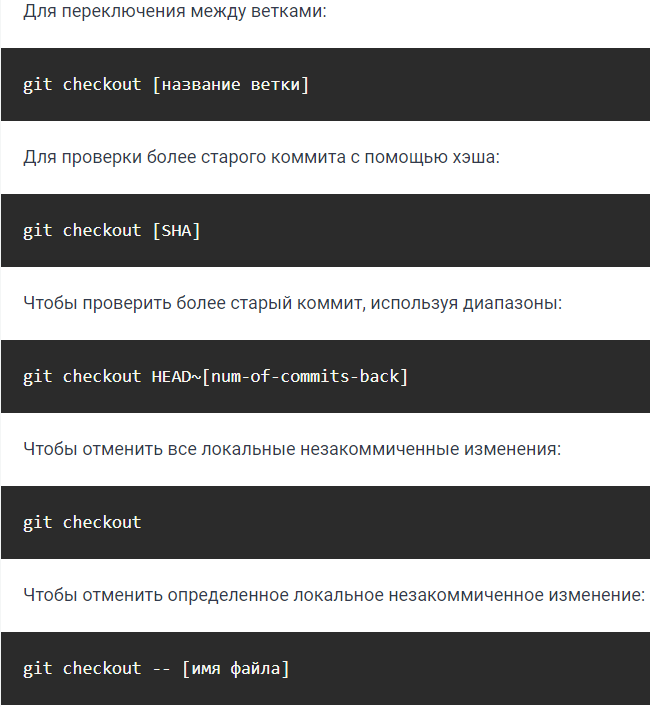 Для переключения между ветками:
git checkout [название ветки]
Для проверки более старого коммита с помощью хэша:
git checkout [SHA]
Чтобы проверить более старый коммит, используя диапазоны:
git checkout HEAD~[num-of-commits-back]
Чтобы отменить все локальные незакоммиченные изменения:
git checkout
Чтобы отменить определенное локальное незакоммиченное изменение:
git checkout -- [имя файла]